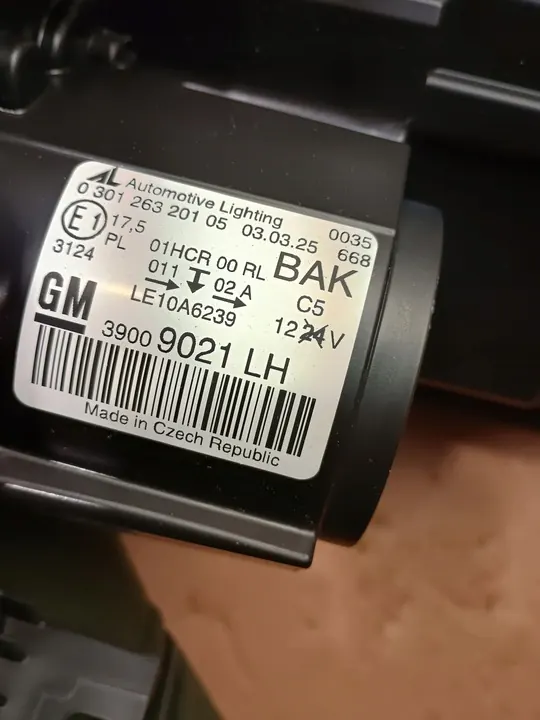 AL Automotive Lighting
0 301 263 201 05 03.03.25 0035
E1 17,5 668
3124 PL 01HCR 00 RL BAK
011 02 A C5
LE10A6239 12 24 V
GM
3900 9021 LH
Made in Czech Republic